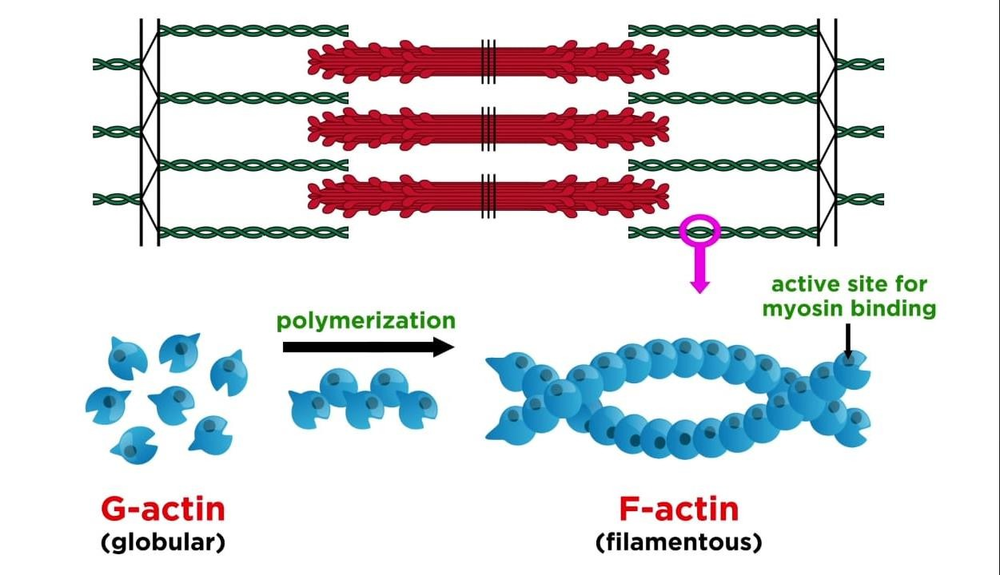 active site for
myosin binding
polymerization
G-actin
(globular)
F-actin
(filamentous)